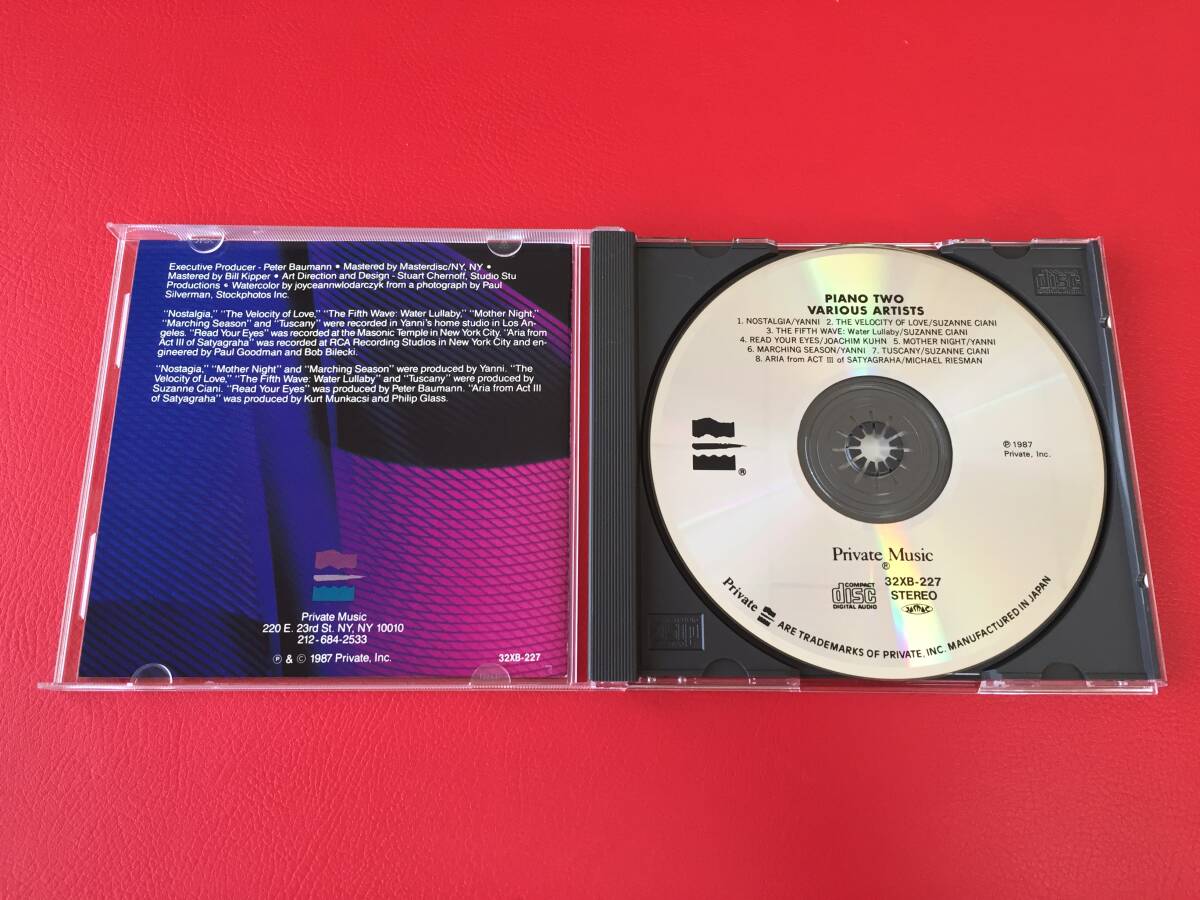 Executive Producer - Peter Baumann • Mastered by Masterdisc/NY, NY •
Mastered by Bill Kipper • Art Direction and Design - Stuart Chernoff, Studio Stu
Productions • Watercolor by joyceannwlodarczyk from a photograph by Paul
Silverman, Stockphotos Inc.
"Nostalgia," "The Velocity of Love," "The Fifth Wave: Water Lullaby," "Mother Night,"
"Marching Season" and "Tuscany" were recorded in Yanni's home studio in Los An-
geles. "Read Your Eyes" was recorded at the Masonic Temple in New York City. "Aria from
Act III of Satyagraha" was recorded at RCA Recording Studios in New York City and en-
gineered by Paul Goodman and Bob Bilecki.
"Nostagia," "Mother Night" and "Marching Season" were produced by Yanni. "The
Velocity of Love," "The Fifth Wave: Water Lullaby" and "Tuscany" were produced by
Suzanne Ciani. "Read Your Eyes" was produced by Peter Baumann. "Aria from Act III
of Satyagraha" was produced by Kurt Munkacsi and Philip Glass.
Private Music
220 E. 23rd St. NY, NY 10010
212-684-2533
℗ & © 1987 Private, Inc.
32XB-227
PIANO TWO
VARIOUS ARTISTS
1. NOSTALGIA/YANNI 2. THE VELOCITY OF LOVE/SUZANNE CIANI
3. THE FIFTH WAVE: Water Lullaby/SUZANNE CIANI
4. READ YOUR EYES/JOACHIM KUHN 5. MOTHER NIGHT/YANNI
6. MARCHING SEASON/YANNI 7. TUSCANY/SUZANNE CIANI
8. ARIA from ACT III of SATYAGRAHA/MICHAEL RIESMAN
®
℗ 1987
Private, Inc.
Private Music
®
COMPACT
disc
DIGITAL AUDIO
32XB-227
STEREO
JASRAC
Private ARE TRADEMARKS OF PRIVATE, INC. MANUFACTURED IN JAPAN